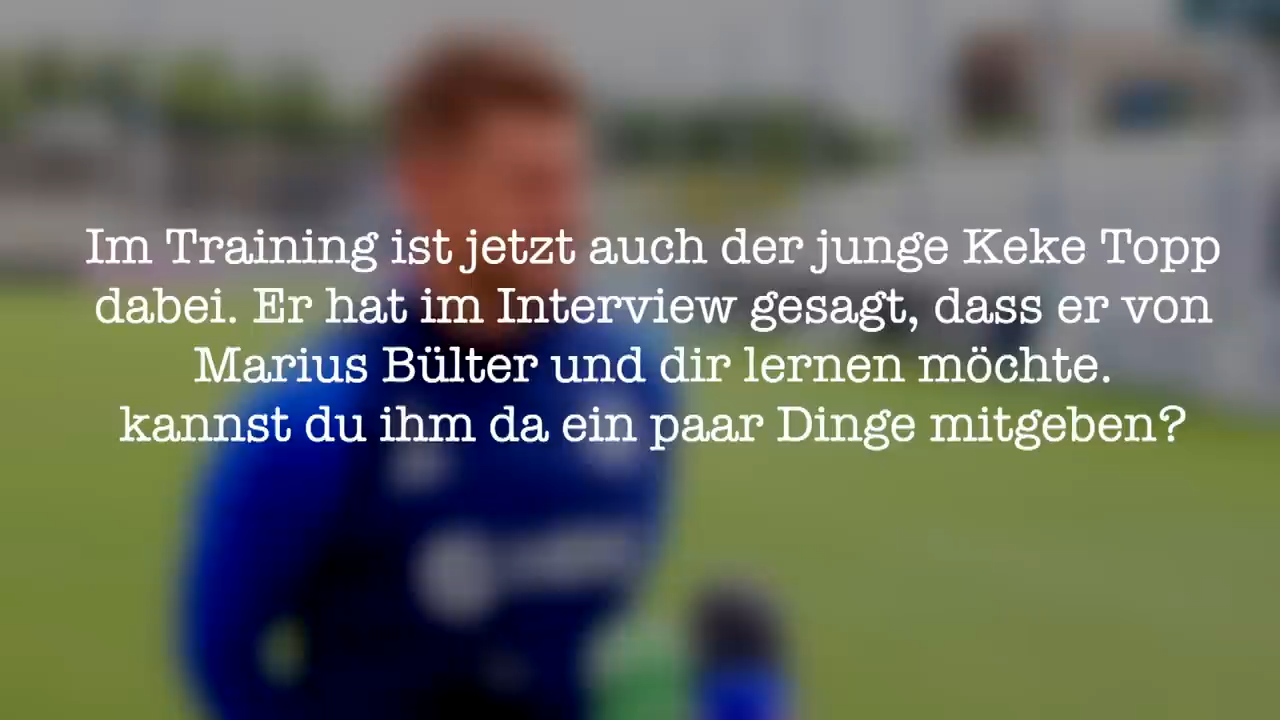 Im Training ist jetzt auch der junge Keke Topp
dabei. Er hat im Interview gesagt, dass er von
Marius Bülter und dir lernen möchte.
kannst du ihm da ein paar Dinge mitgeben?